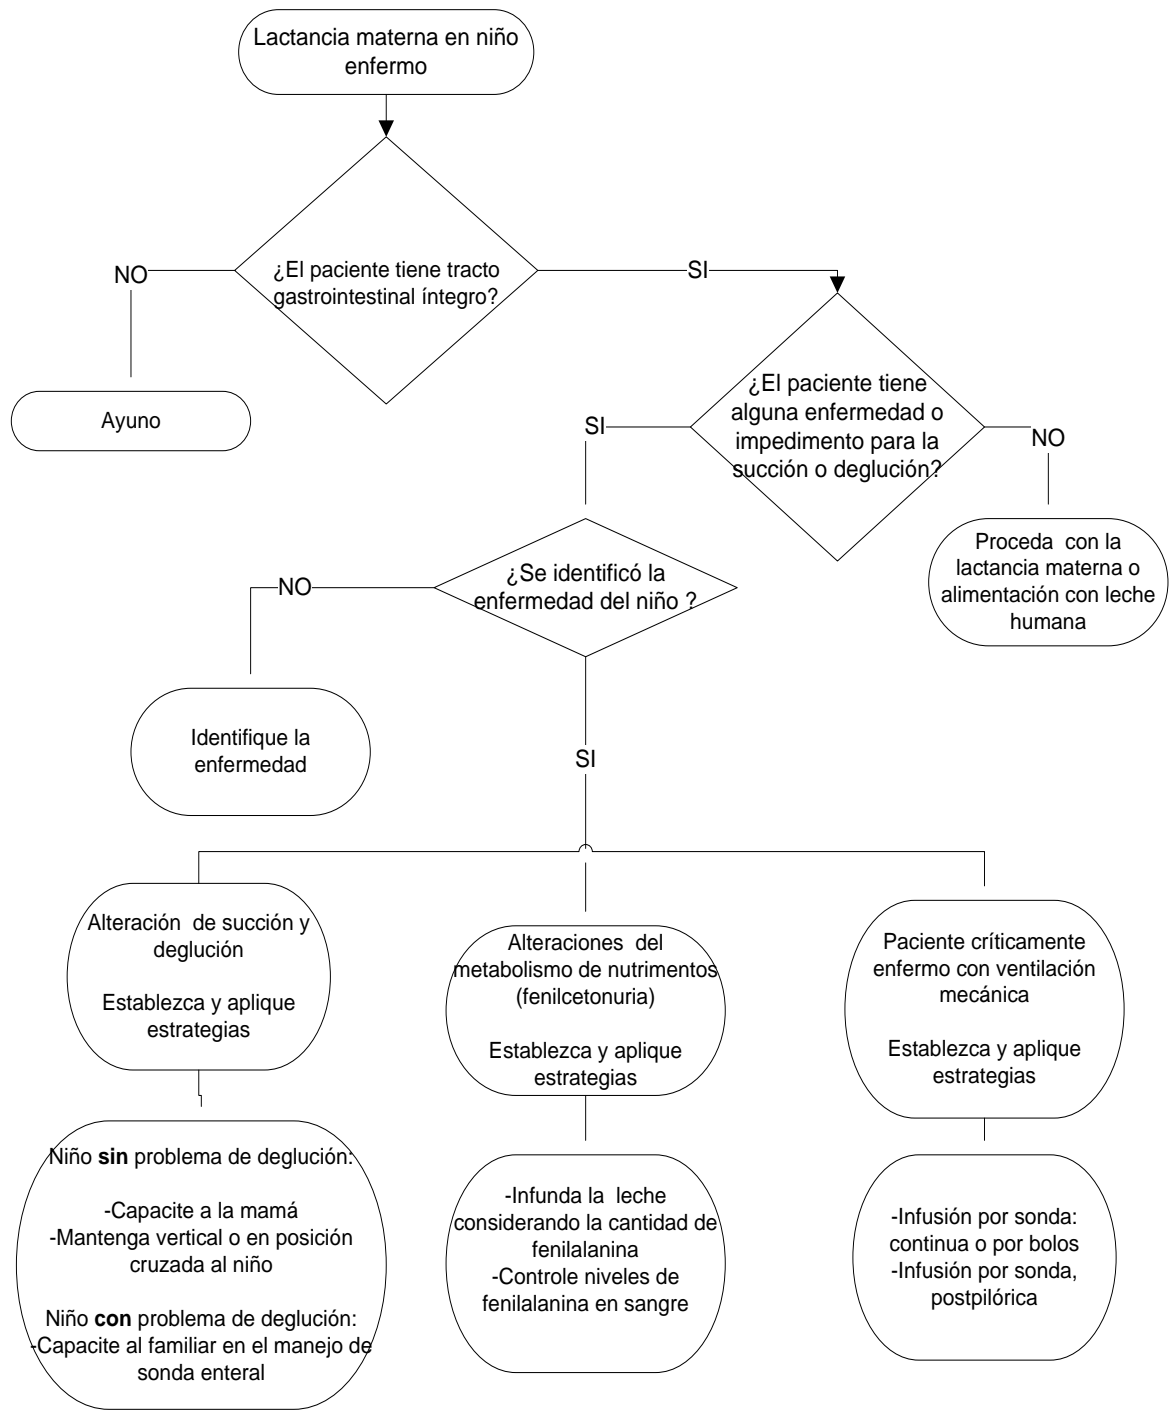 Lactancia materna en niño
enfermo
¿El paciente tiene tracto
gastrointestinal íntegro?
NO
SI
Ayuno
¿El paciente tiene
alguna enfermedad o
impedimento para la
succión o deglución?
SI
NO
Proceda con la
lactancia materna o
alimentación con leche
humana
¿Se identificó la
enfermedad del niño ?
NO
Identifique la
enfermedad
SI
Alteración de succión y
deglución
Establezca y aplique
estrategias
Alteraciones del
metabolismo de nutrimentos
(fenilcetonuria)
Establezca y aplique
estrategias
Paciente críticamente
enfermo con ventilación
mecánica
Establezca y aplique
estrategias
Niño sin problema de deglución:
-Capacite a la mamá
-Mantenga vertical o en posición
cruzada al niño
Niño con problema de deglución:
-Capacite al familiar en el manejo de
sonda enteral
-Infunda la leche
considerando la cantidad de
fenilalanina
-Controle niveles de
fenilalanina en sangre
-Infusión por sonda:
continua o por bolos
-Infusión por sonda,
postpilórica